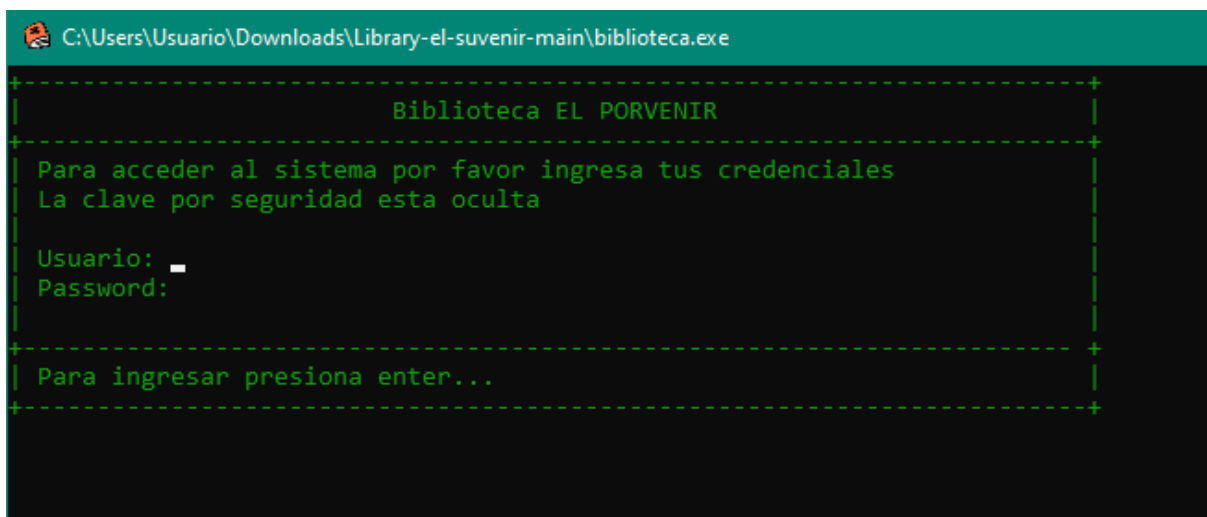 C:\Users\Usuario\Downloads\Library-el-suvenir-main\biblioteca.exe
Biblioteca EL PORVENIR
Para acceder al sistema por favor ingresa tus credenciales
La clave por seguridad esta oculta
Usuario:
Password:
Para ingresar presiona enter...